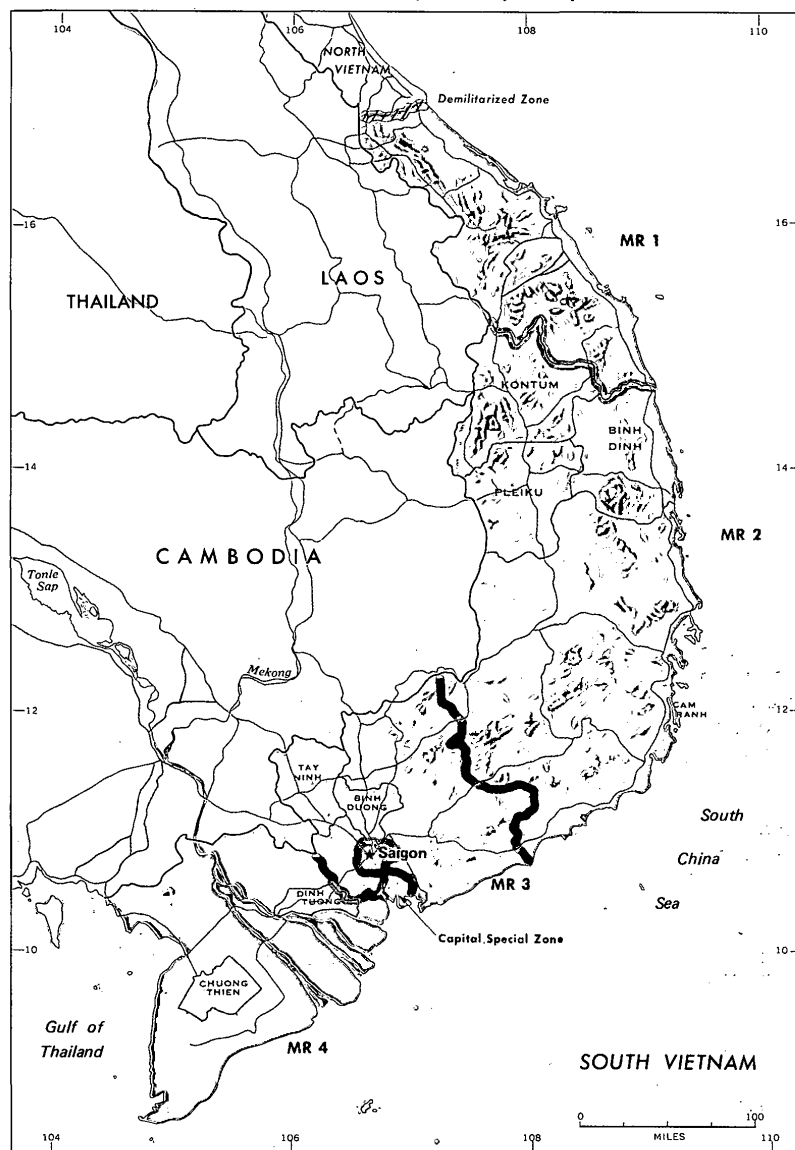 104
106
108
110
NORTH
VIETNAM
Demilitarized Zone
16
16
MR 1
LAOS
THAILAND
KONTUM
BINH
DINH
14
14
PLEIKU
MR 2
CAMBODIA
Tonle
Sap
Mekong
12
12
CAM
RANH
TAY
NINH
BINH
DUONG
South
China
Sea
Saigon
MR 3
DINH
TUONG
Capital Special Zone
10
10
CHUONG
THIEN
Gulf of
Thailand
MR 4
SOUTH VIETNAM
0
100
MILES
104
106
108
110